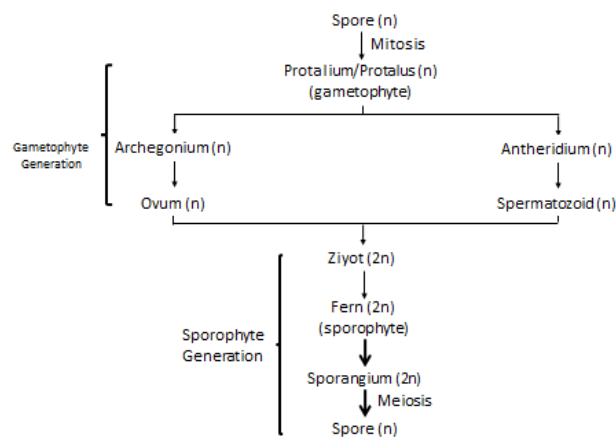 Spore (n)
Mitosis
Protalium/Protalus (n)
(gametophyte)
Gametophyte
Generation
Archegonium (n)
Antheridium (n)
Ovum (n)
Spermatozoid (n)
Ziyot (2n)
Fern (2n)
(sporophyte)
Sporophyte
Generation
Sporangium (2n)
Meiosis
Spore (n)